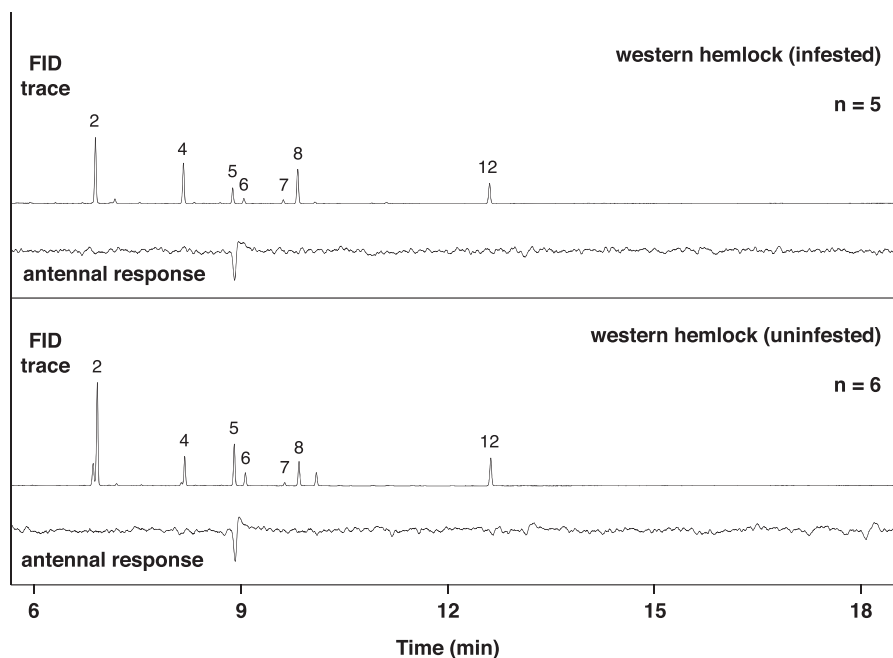 FID
trace
western hemlock (infested)
n = 5
2
4
5
6
7
8
12
antennal response
FID
trace
western hemlock (uninfested)
n = 6
2
4
5
6
7
8
12
antennal response
6 9 12 15 18
Time (min)